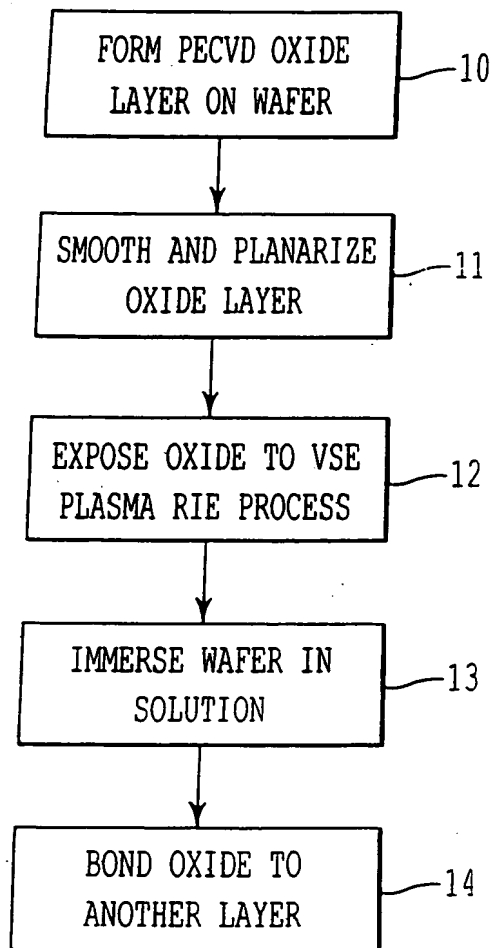 FORM PECVD OXIDE
LAYER ON WAFER
10
SMOOTH AND PLANARIZE
OXIDE LAYER
11
EXPOSE OXIDE TO VSE
PLASMA RIE PROCESS
12
IMMERSE WAFER IN
SOLUTION
13
BOND OXIDE TO
ANOTHER LAYER
14